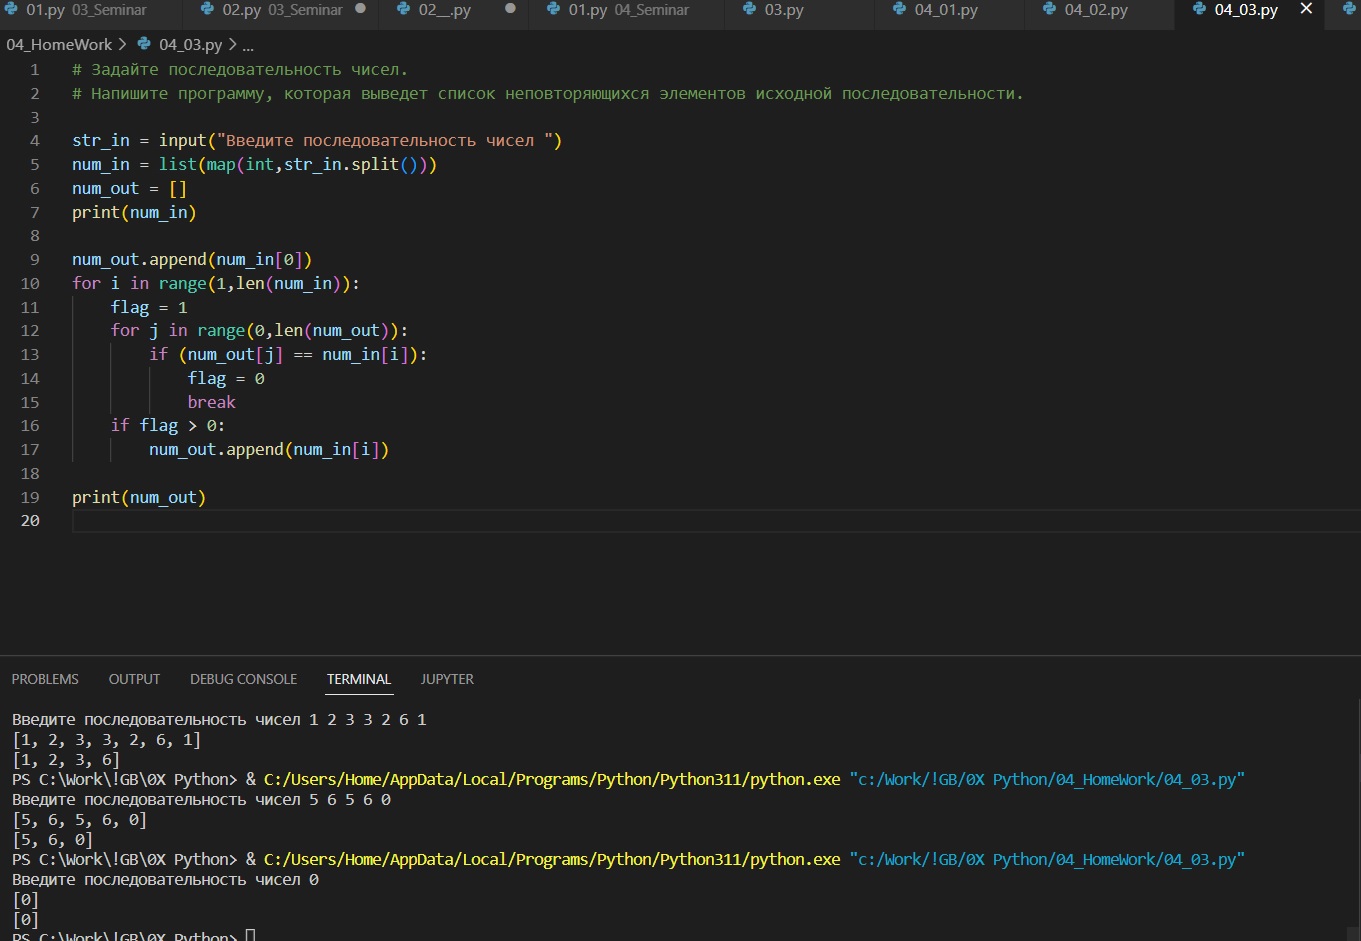 01.py 03_Seminar 02.py 03_Seminar 02__.py 01.py 04_Seminar 03.py 04_01.py 04_02.py 04_03.py
04_HomeWork > 04_03.py > ...
1 # Задайте последовательность чисел.
2 # Напишите программу, которая выведет список неповторяющихся элементов исходной последовательности.
3
4 str_in = input("Введите последовательность чисел ")
5 num_in = list(map(int,str_in.split()))
6 num_out = []
7 print(num_in)
8
9 num_out.append(num_in[0])
10 for i in range(1,len(num_in)):
11     flag = 1
12     for j in range(0,len(num_out)):
13         if (num_out[j] == num_in[i]):
14             flag = 0
15             break
16     if flag > 0:
17         num_out.append(num_in[i])
18
19 print(num_out)
20
PROBLEMS OUTPUT DEBUG CONSOLE TERMINAL JUPYTER
Введите последовательность чисел 1 2 3 3 2 6 1
[1, 2, 3, 3, 2, 6, 1]
[1, 2, 3, 6]
PS C:\Work\!GB\0X Python> & C:/Users/Home/AppData/Local/Programs/Python/Python311/python.exe "c:/Work/!GB/0X Python/04_HomeWork/04_03.py"
Введите последовательность чисел 5 6 5 6 0
[5, 6, 5, 6, 0]
[5, 6, 0]
PS C:\Work\!GB\0X Python> & C:/Users/Home/AppData/Local/Programs/Python/Python311/python.exe "c:/Work/!GB/0X Python/04_HomeWork/04_03.py"
Введите последовательность чисел 0
[0]
[0]
PS C:\Work\!GB\0X Python>